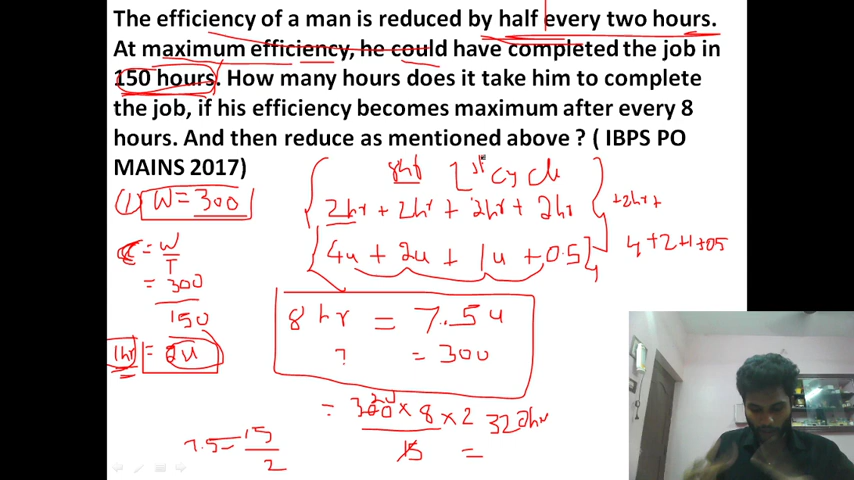 The efficiency of a man is reduced by half every two hours.
At maximum efficiency, he could have completed the job in
150 hours. How many hours does it take him to complete
the job, if his efficiency becomes maximum after every 8
hours. And then reduce as mentioned above ? ( IBPS PO
MAINS 2017)
8hr 1st cycle
W = 300
2hr + 2hr + 2hr + 2hr +2hr +
= W/T
4u + 2u + 1u + 0.5 4 + 2 + 1 + 0.5
= 300
150
8 hr = 7.5 u
1hr = 2u
? = 300
= 300 × 8 × 2 320hr
15 =
7.5 = 15
2